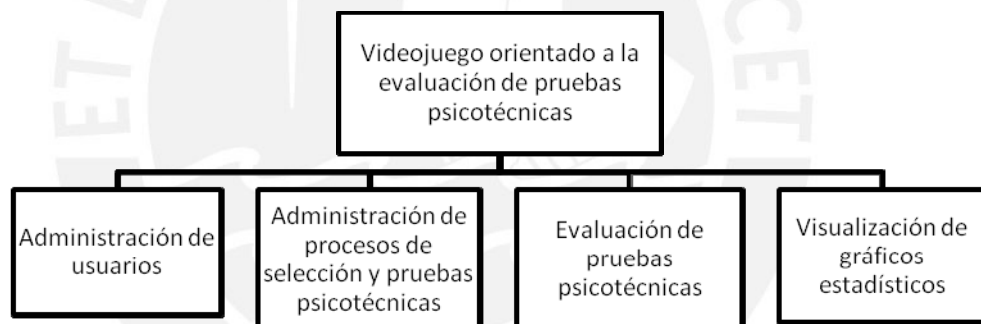 Videojuego orientado a la
evaluación de pruebas
psicotécnicas
Administración de
usuarios
Administración de
procesos de
selección y pruebas
psicotécnicas
Evaluación de
pruebas
psicotécnicas
Visualización de
gráficos
estadísticos